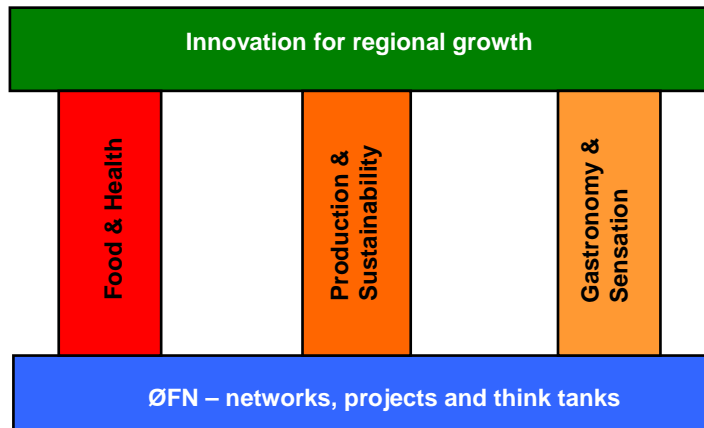 Innovation for regional growth
Food & Health
Production &
Sustainability
Gastronomy &
Sensation
ØFN – networks, projects and think tanks